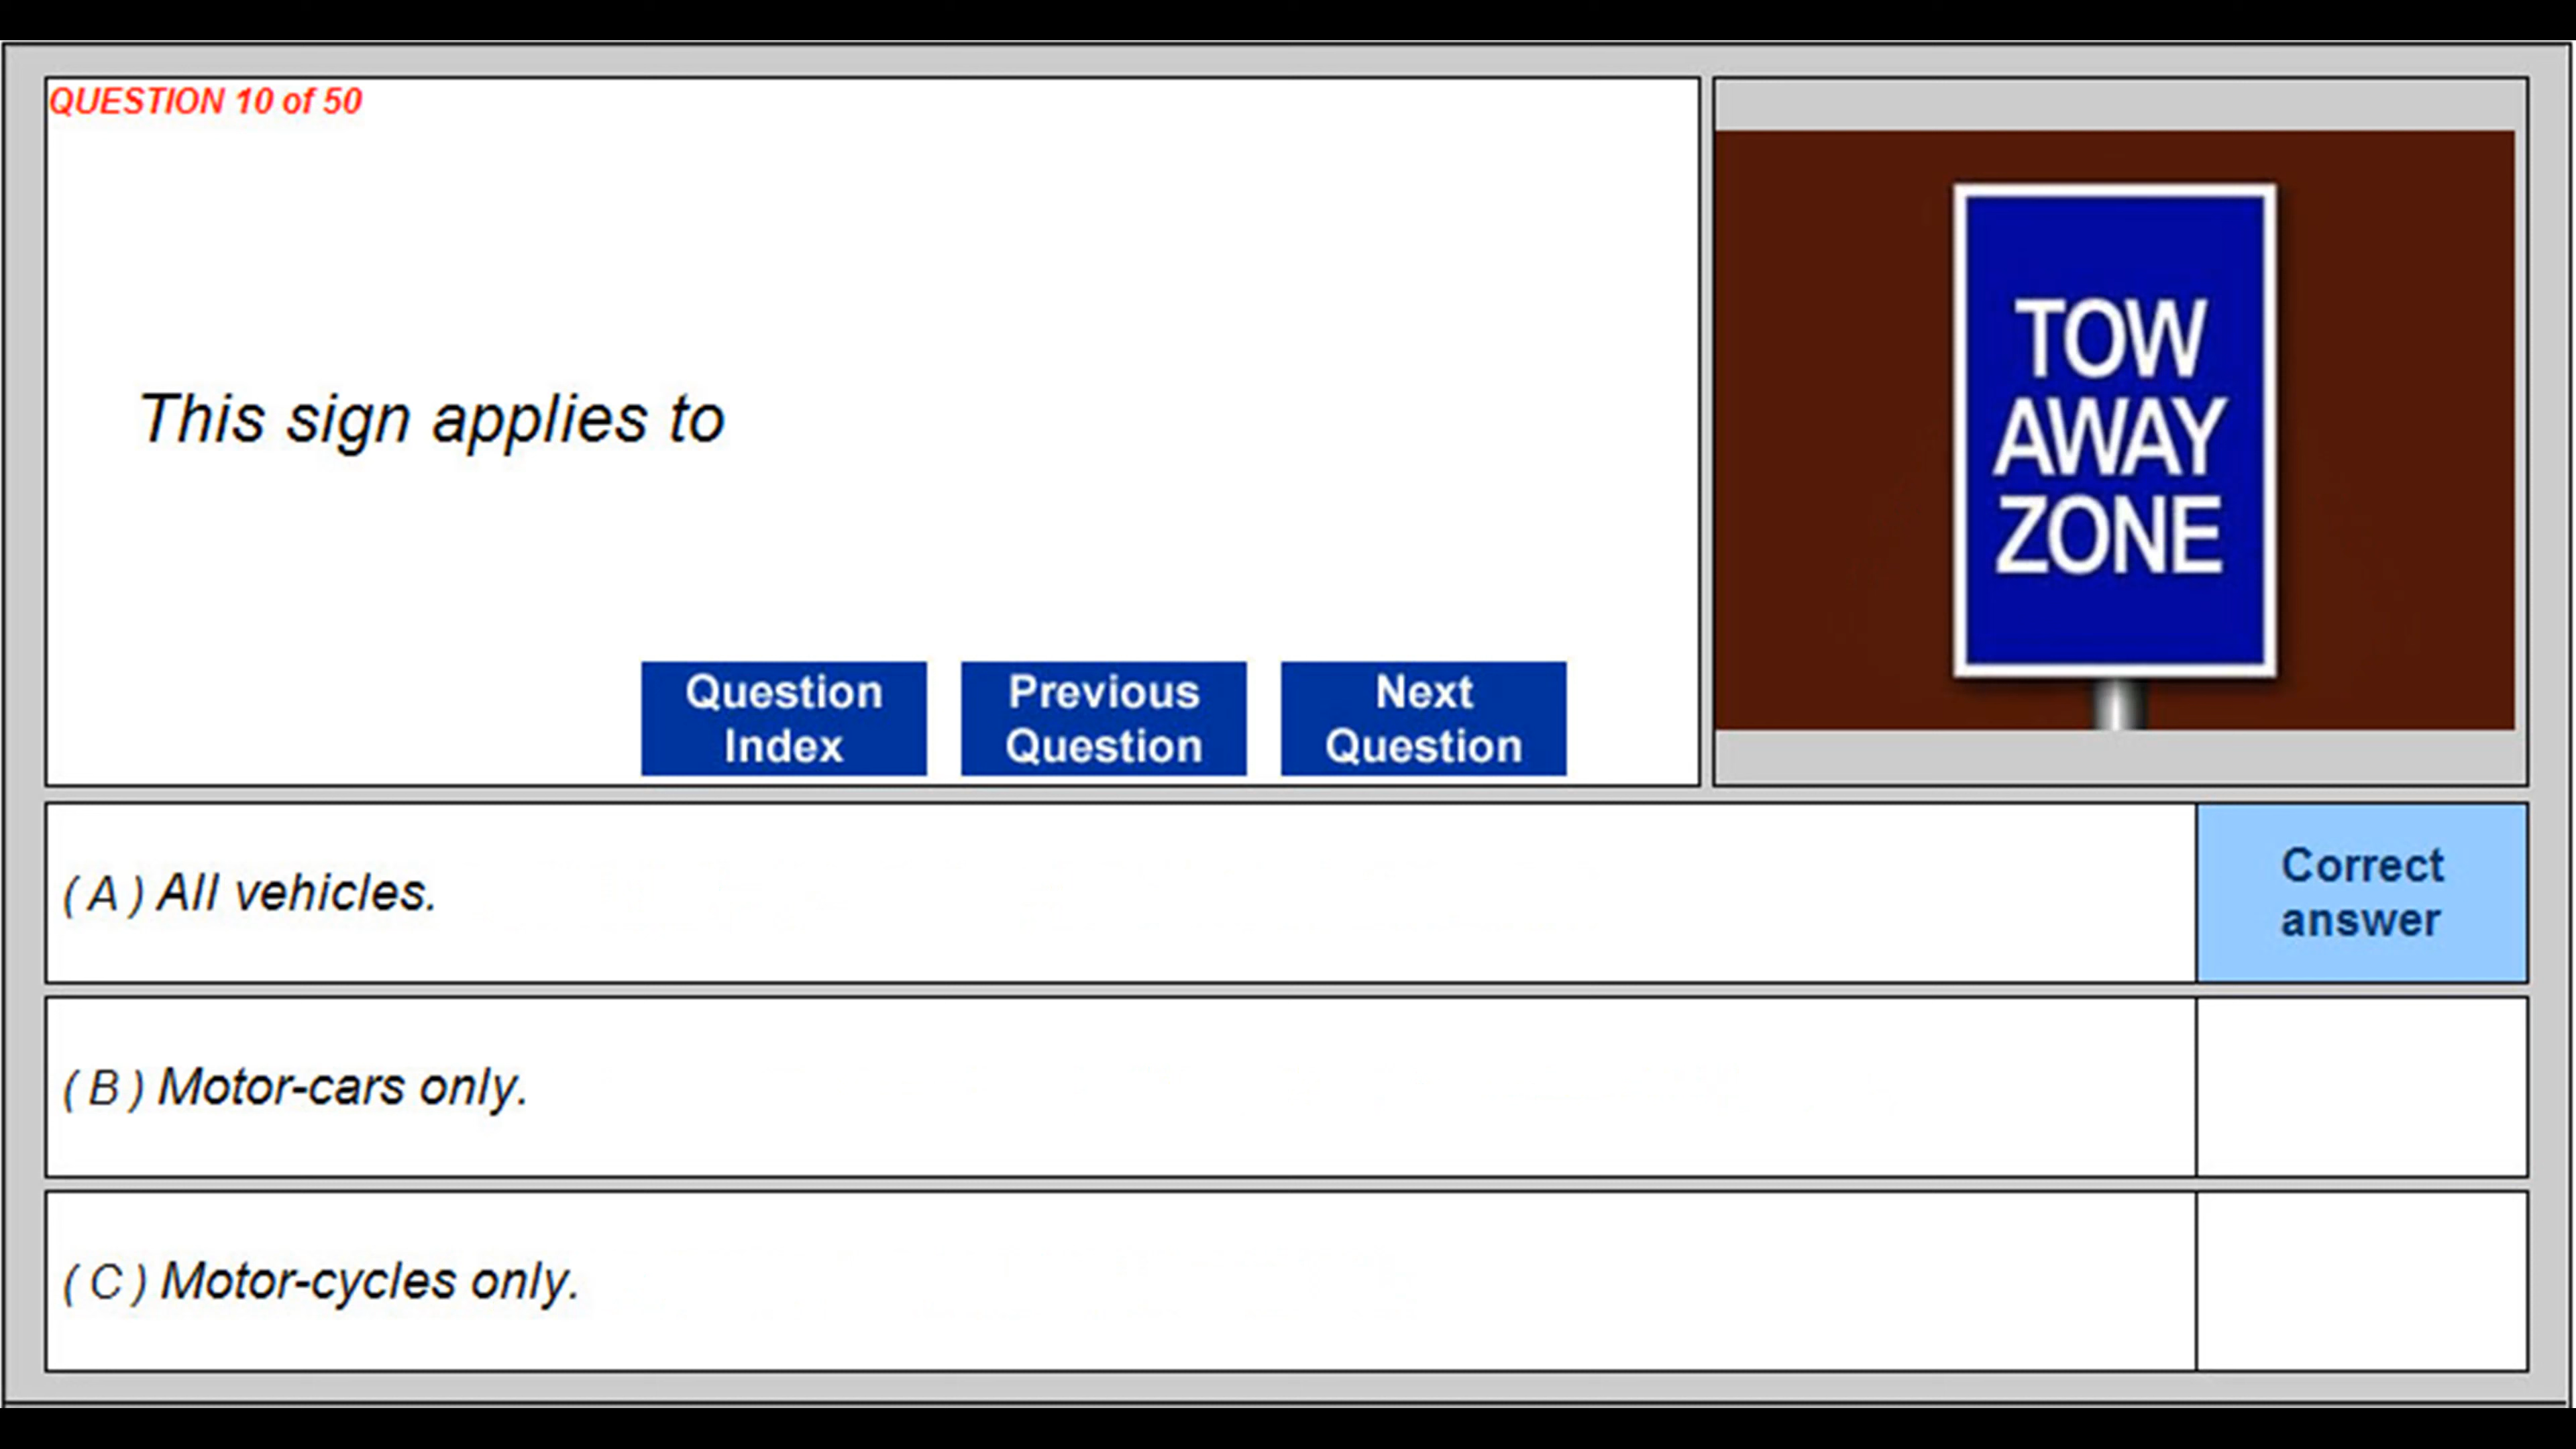 QUESTION 10 of 50
This sign applies to
Question
Index
Previous
Question
Next
Question
TOW
AWAY
ZONE
( A ) All vehicles.
Correct
answer
( B ) Motor-cars only.
( C ) Motor-cycles only.